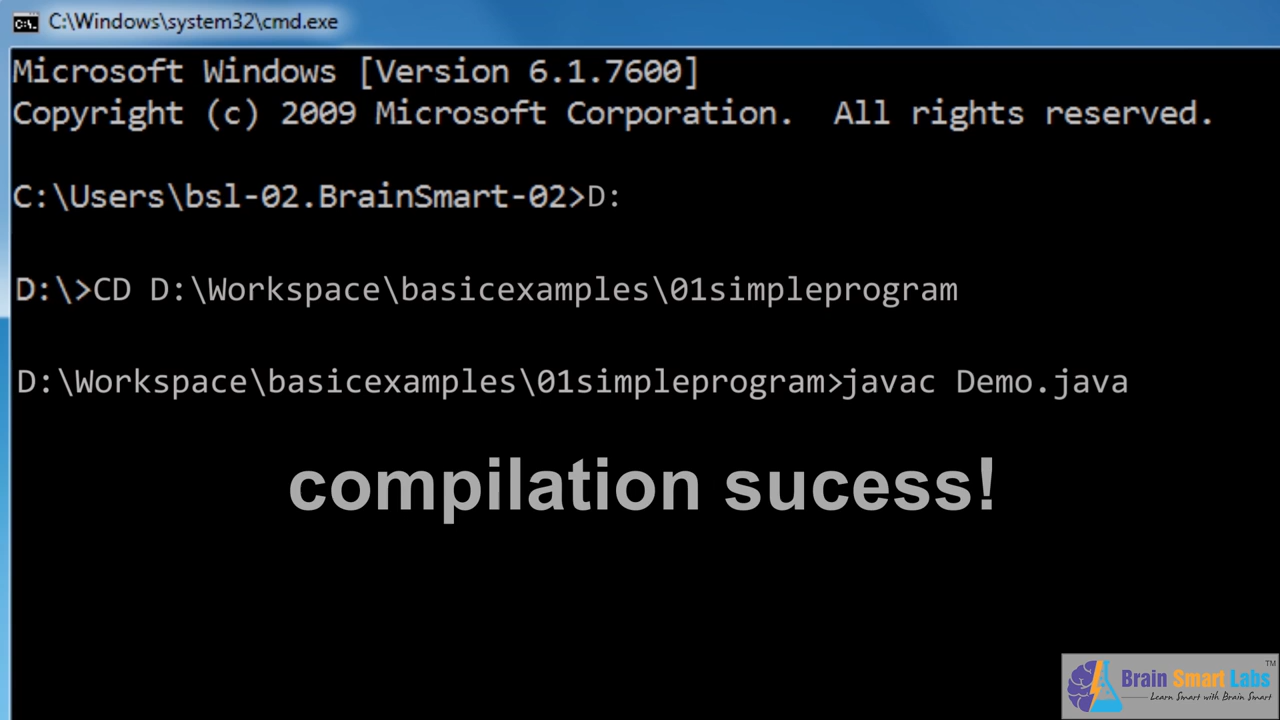 C:\Windows\system32\cmd.exe
Microsoft Windows [Version 6.1.7600]
Copyright (c) 2009 Microsoft Corporation.  All rights reserved.
C:\Users\bsl-02.BrainSmart-02>D:
D:\>CD D:\Workspace\basicexamples\01simpleprogram
D:\Workspace\basicexamples\01simpleprogram>javac Demo.java
compilation sucess!
Brain Smart Labs™
Learn Smart with Brain Smart